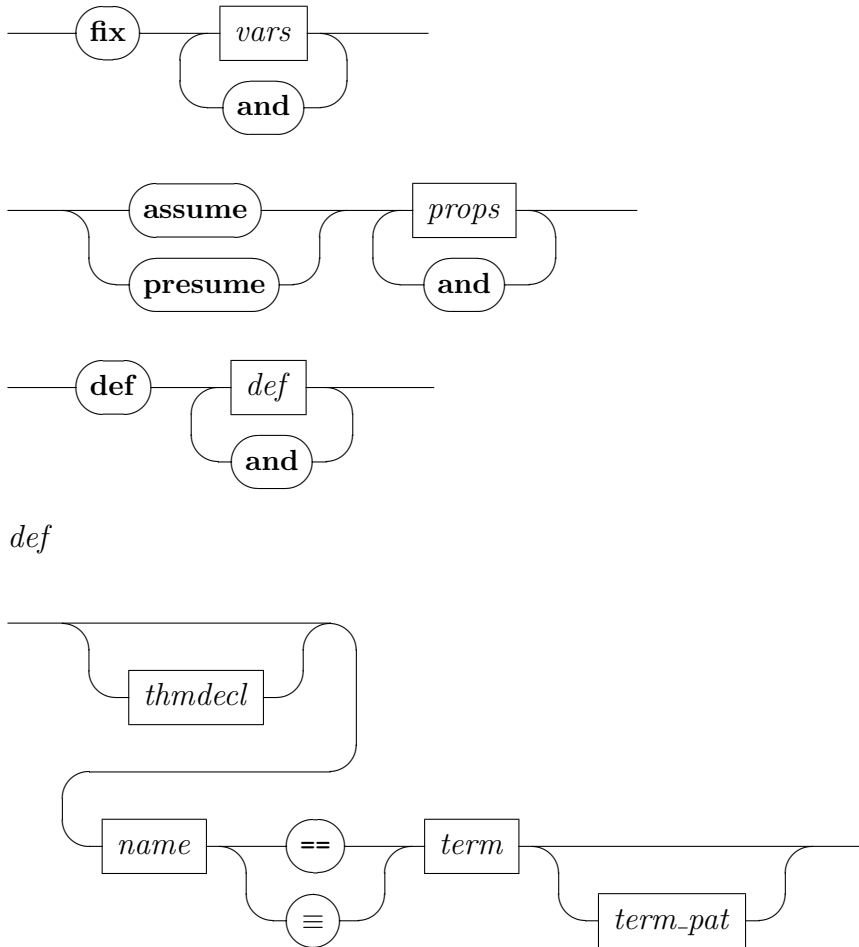 fix vars
and
assume props
presume and
def def
and
def
thmdecl
name == term
≡ term_pat